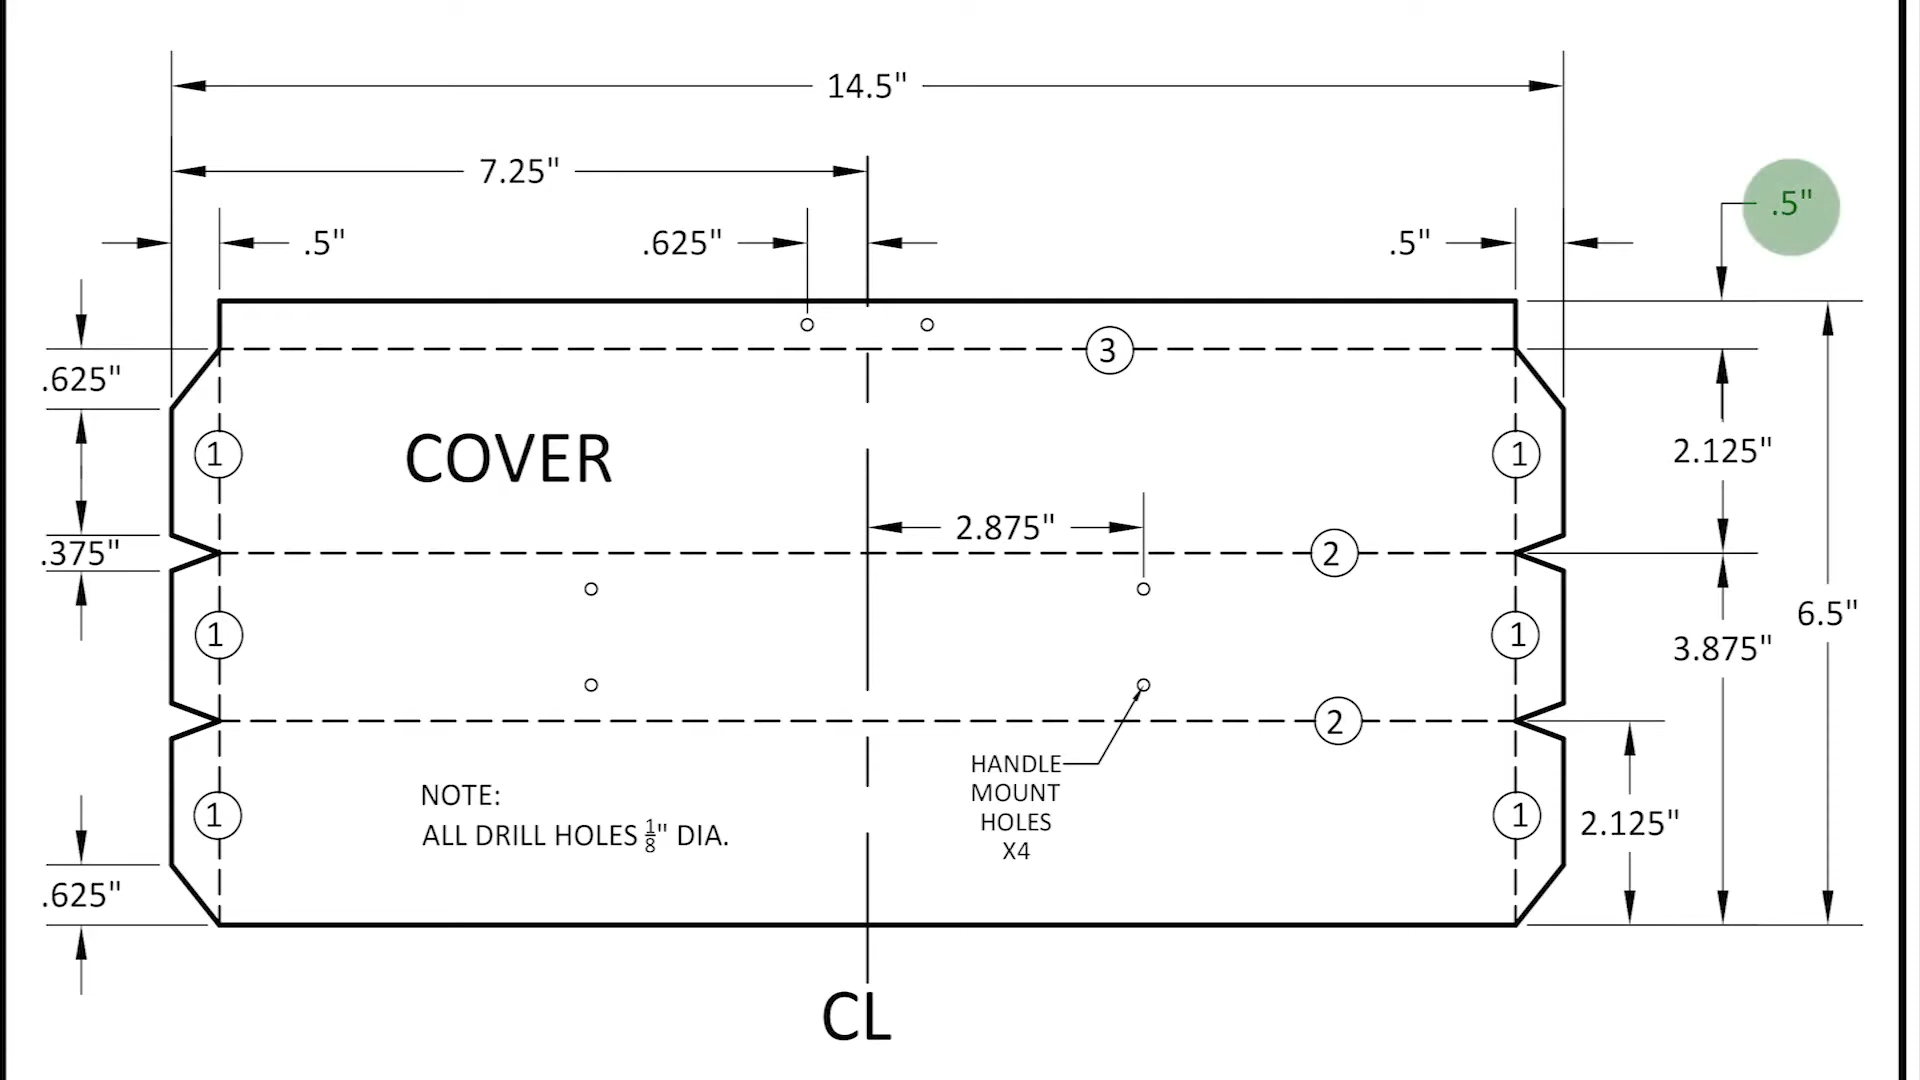 14.5"
7.25"
.5"
.5"
.625"
.5"
3
.625"
COVER
1
1
2.125"
2.875"
.375"
2
6.5"
1
1
3.875"
2
HANDLE
MOUNT
HOLES
X4
NOTE:
ALL DRILL HOLES 1/8" DIA.
1
1
2.125"
.625"
CL